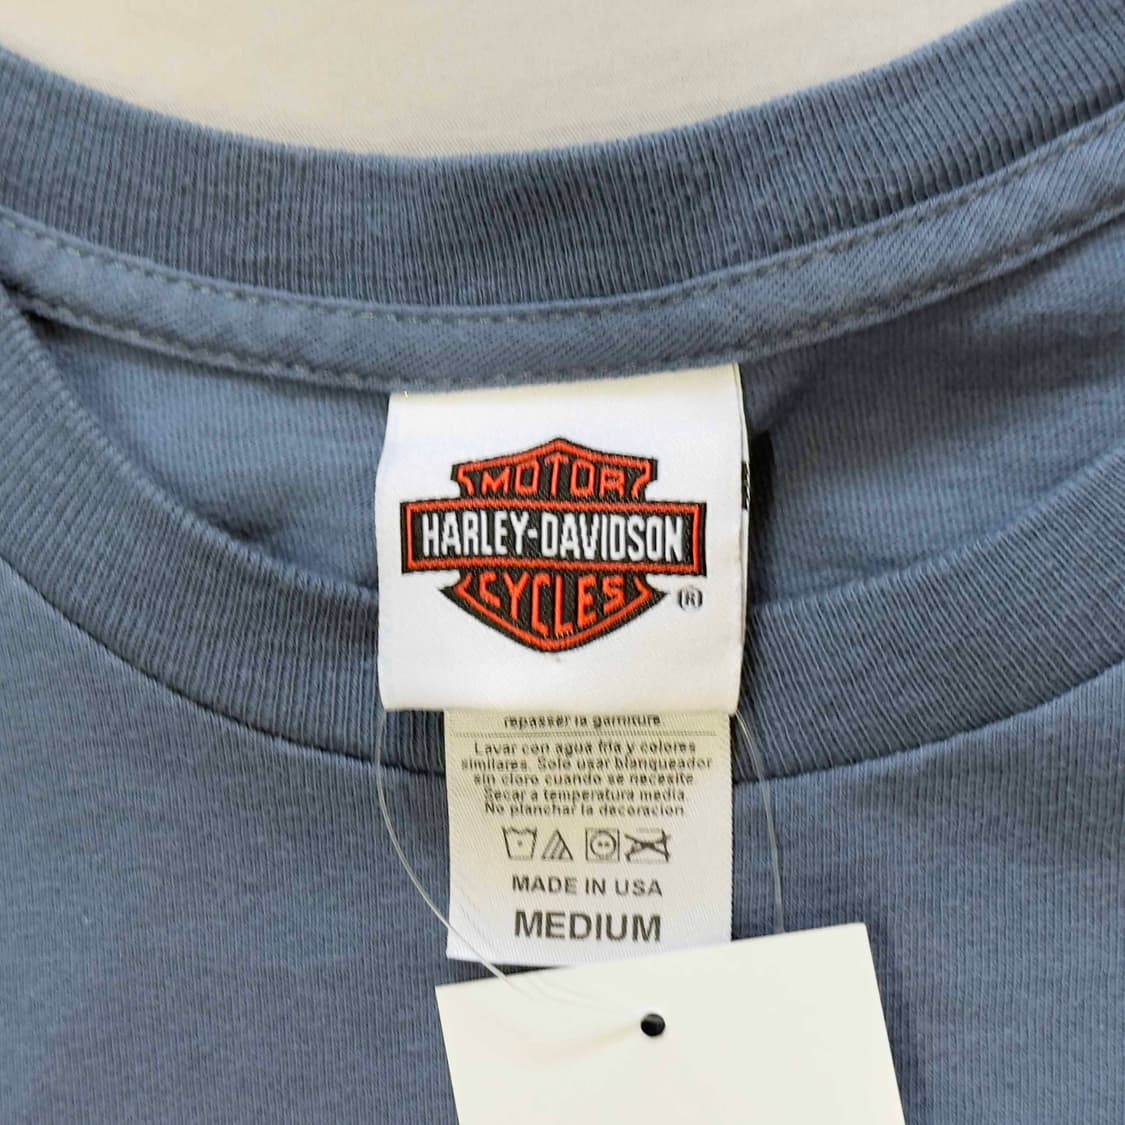 MOTOR
HARLEY-DAVIDSON
CYCLES
®
repasser la garniture
Lavar con agua fria y colores
similares. Solo usar blanqueador
sin cloro cuando se necesite
Secar a temperatura media.
No planchar la decoracion.
MADE IN USA
MEDIUM